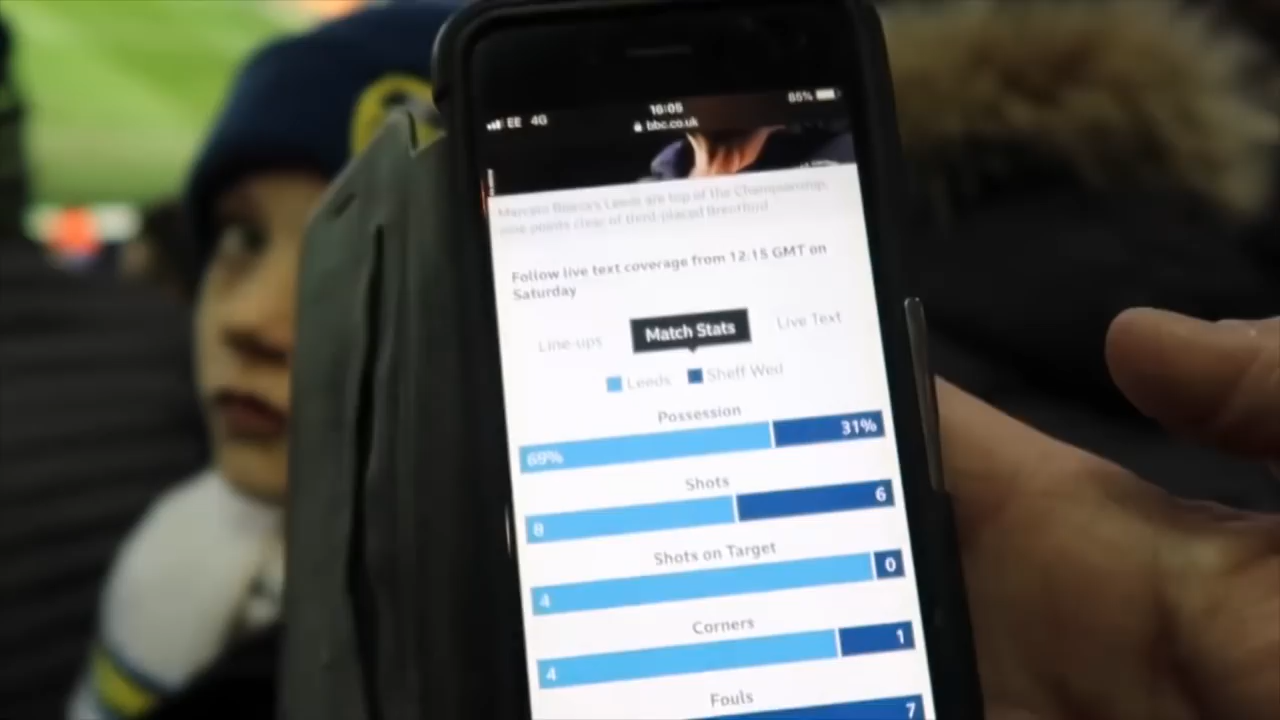 EE 4G
16:05
85%
bbc.co.uk
Marcelo Bielsa's Leeds are top of the Championship,
nine points clear of third-placed Brentford
Follow live text coverage from 12:15 GMT on
Saturday
Line-ups
Match Stats
Live Text
Leeds
Sheff Wed
Possession
69%
31%
Shots
8
6
Shots on Target
4
0
Corners
4
1
Fouls
7